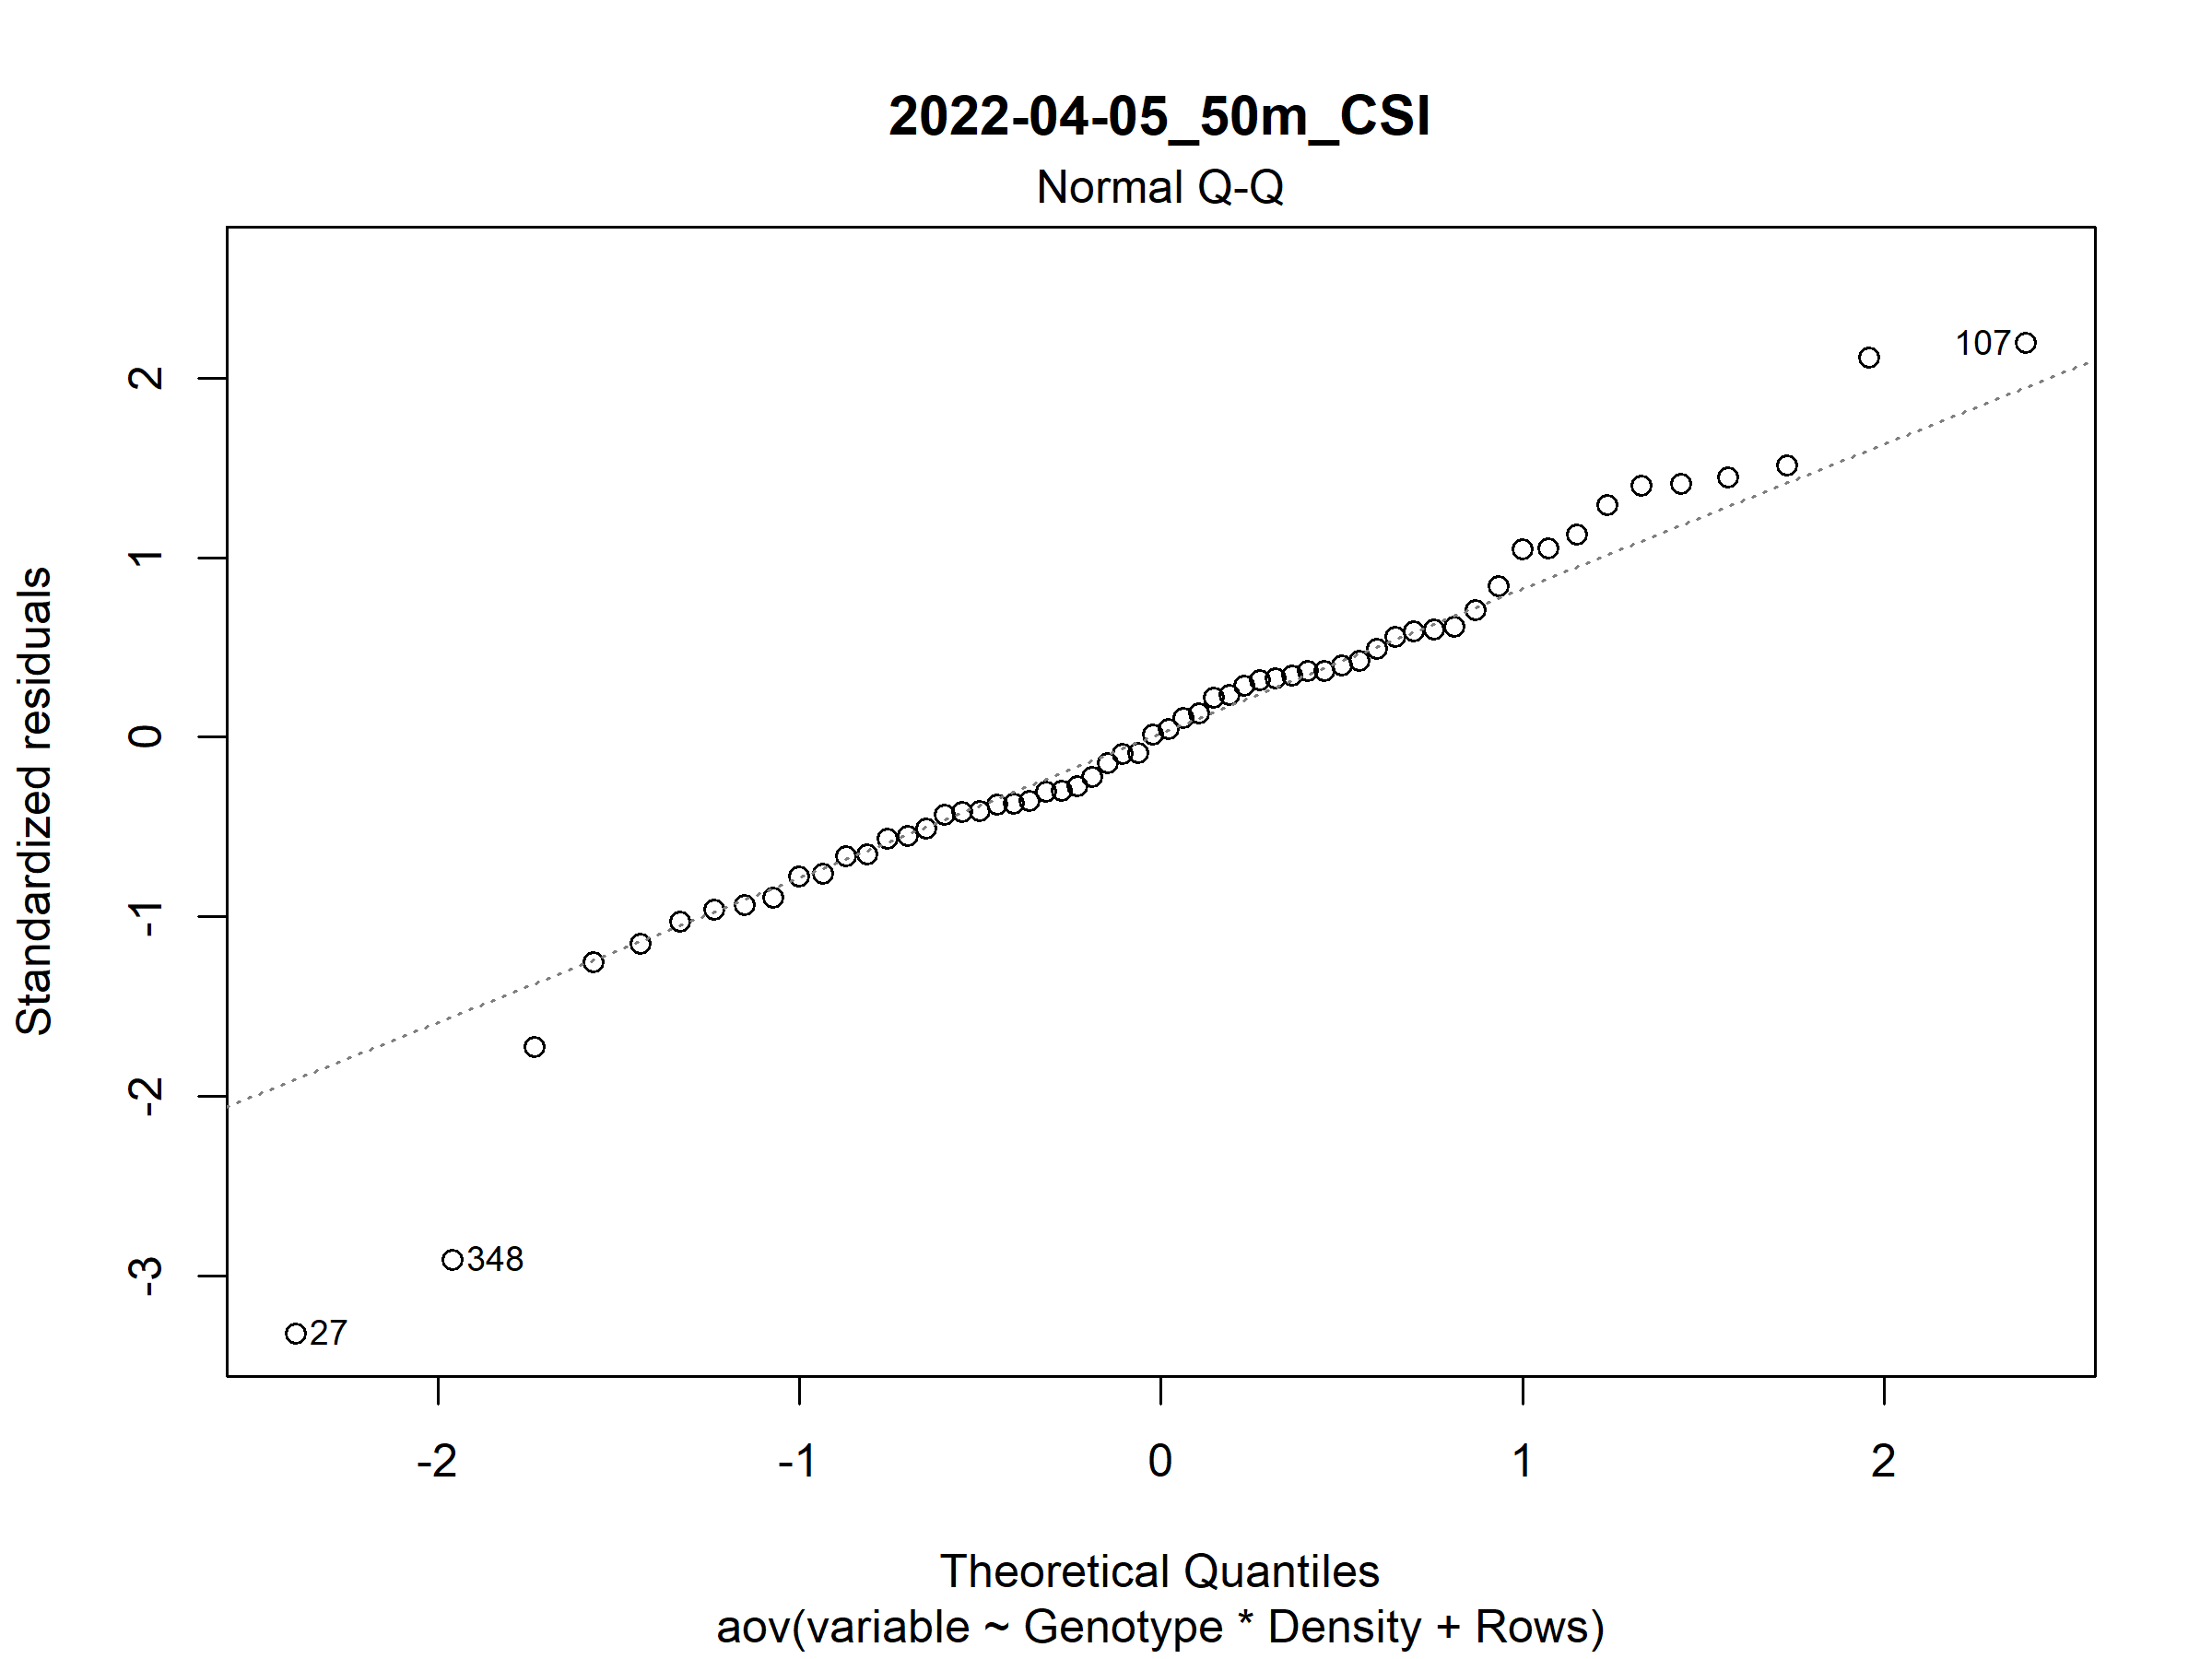 2022-04-05_50m_CSI
Normal Q-Q
Standardized residuals
2
1
0
-1
-2
-3
107
348
27
-2
-1
0
1
2
Theoretical Quantiles
aov(variable ~ Genotype * Density + Rows)